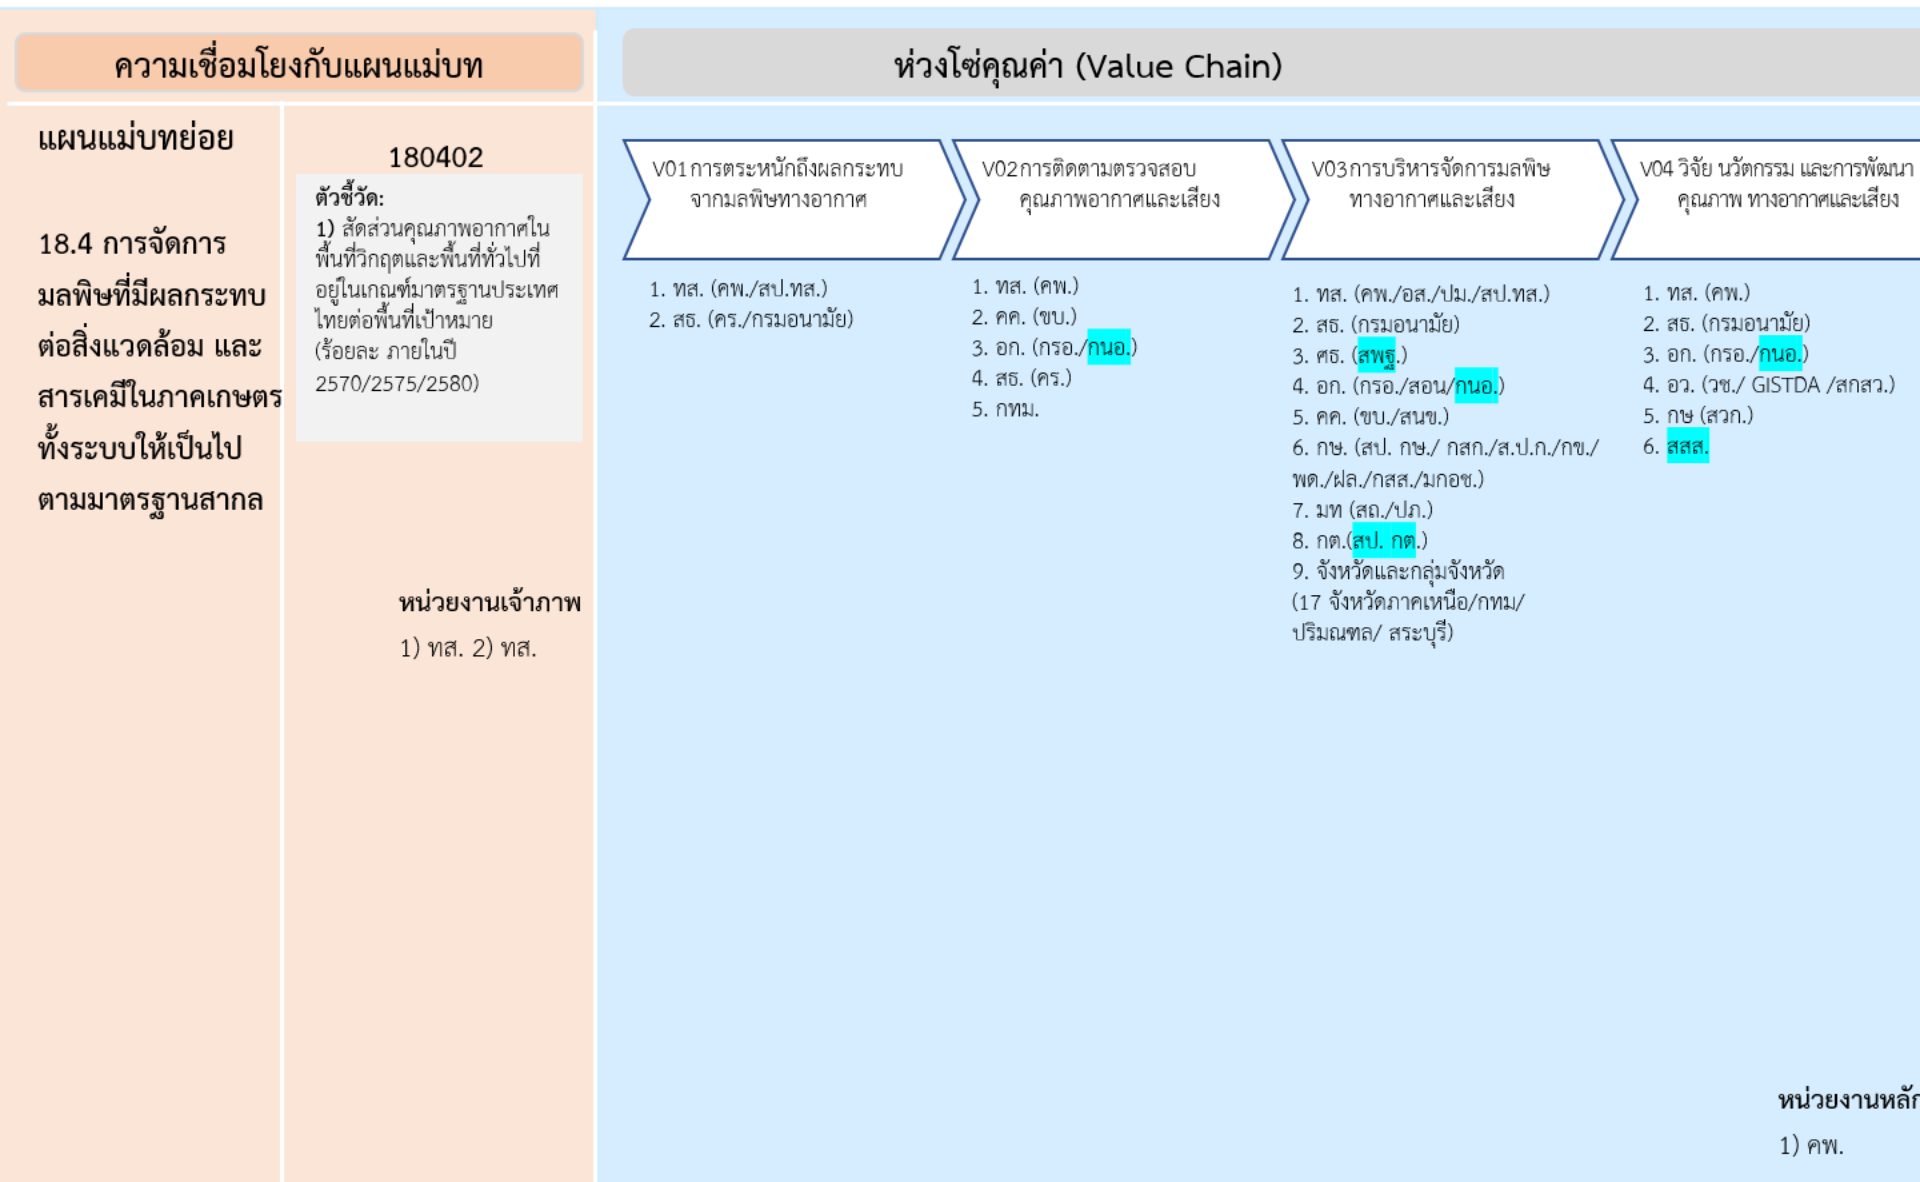 ความเชื่อมโยงกับแผนแม่บท
ห่วงโซ่คุณค่า (Value Chain)
แผนแม่บทย่อย
18.4 การจัดการ
มลพิษที่มีผลกระทบ
ต่อสิ่งแวดล้อม และ
สารเคมีในภาคเกษตร
ทั้งระบบให้เป็นไป
ตามมาตรฐานสากล
180402
ตัวชี้วัด:
1) สัดส่วนคุณภาพอากาศใน
พื้นที่วิกฤตและพื้นที่ทั่วไปที่
อยู่ในเกณฑ์มาตรฐานประเทศ
ไทยต่อพื้นที่เป้าหมาย
(ร้อยละ ภายในปี
2570/2575/2580)
หน่วยงานเจ้าภาพ
1) ทส. 2) ทส.
V01 การตระหนักถึงผลกระทบ
จากมลพิษทางอากาศ
1. ทส. (คพ./สป.ทส.)
2. สธ. (คร./กรมอนามัย)
V02 การติดตามตรวจสอบ
คุณภาพอากาศและเสียง
1. ทส. (คพ.)
2. คค. (ขบ.)
3. อก. (กรอ./กนอ.)
4. สธ. (คร.)
5. กทม.
V03 การบริหารจัดการมลพิษ
ทางอากาศและเสียง
1. ทส. (คพ./อส./ปม./สป.ทส.)
2. สธ. (กรมอนามัย)
3. ศธ. (สพฐ.)
4. อก. (กรอ./สอน/กนอ.)
5. คค. (ขบ./สนข.)
6. กษ. (สป. กษ./ กสก./ส.ป.ก./กข./
พด./ฝล./กสส./มกอช.)
7. มท (สถ./ปภ.)
8. กต.(สป. กต.)
9. จังหวัดและกลุ่มจังหวัด
(17 จังหวัดภาคเหนือ/กทม/
ปริมณฑล/ สระบุรี)
V04 วิจัย นวัตกรรม และการพัฒนา
คุณภาพ ทางอากาศและเสียง
1. ทส. (คพ.)
2. สธ. (กรมอนามัย)
3. อก. (กรอ./กนอ.)
4. อว. (วช./ GISTDA /สกสว.)
5. กษ (สวก.)
6. สสส.
หน่วยงานหลัก
1) คพ.